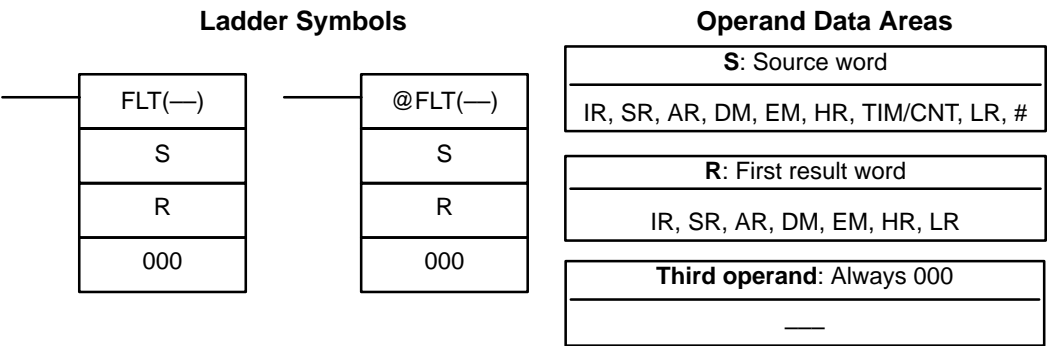 Ladder Symbols
FLT(—)
S
R
000
@FLT(—)
S
R
000
Operand Data Areas
S: Source word
IR, SR, AR, DM, EM, HR, TIM/CNT, LR, #
R: First result word
IR, SR, AR, DM, EM, HR, LR
Third operand: Always 000
—